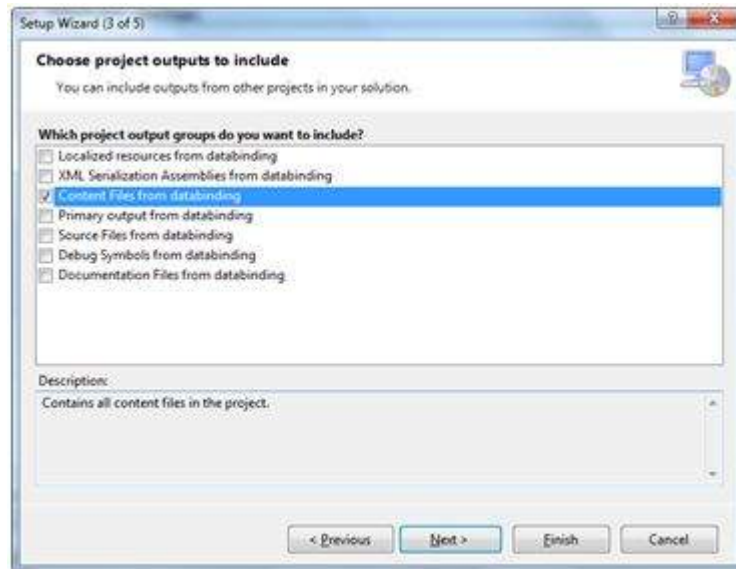 Setup Wizard (3 of 5)
Choose project outputs to include
You can include outputs from other projects in your solution.
Which project output groups do you want to include?
Localized resources from databinding
XML Serialization Assemblies from databinding
Content Files from databinding
Primary output from databinding
Source Files from databinding
Debug Symbols from databinding
Documentation Files from databinding
Description:
Contains all content files in the project.
< Previous
Next >
Finish
Cancel